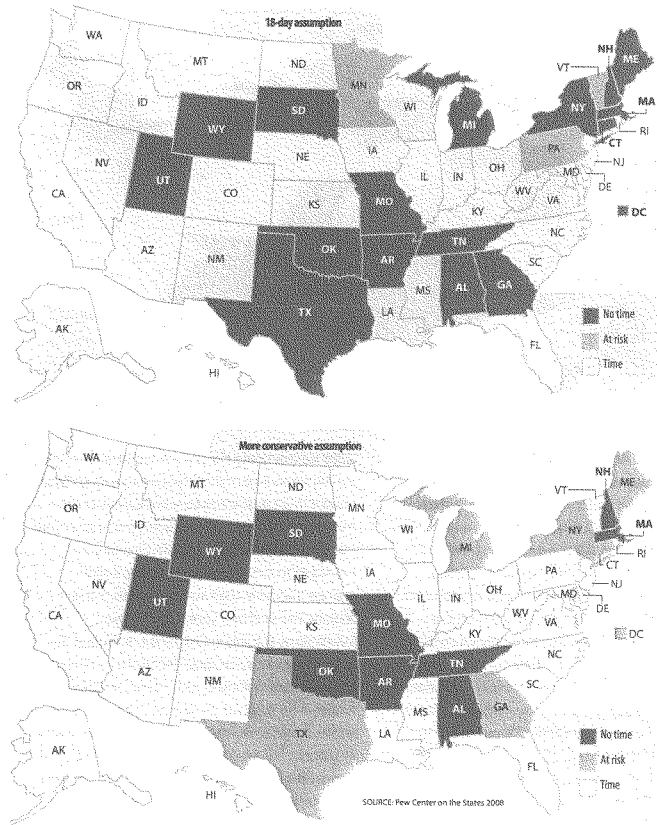 18-day assumption
WA
MT
ND
MN
OR
ID
WY
SD
WI
MI
VT
NH
ME
NY
MA
RI
CT
PA
NJ
MD
DE
DC
NV
UT
CA
CO
NE
IA
IL
IN
OH
WV
VA
KS
MO
KY
NC
AZ
NM
OK
AR
TN
SC
TX
LA
MS
AL
GA
FL
AK
HI
No time
At risk
Time
More conservative assumption
WA
MT
ND
MN
OR
ID
WY
SD
WI
MI
VT
NH
ME
NY
MA
RI
CT
PA
NJ
MD
DE
DC
NV
UT
CA
CO
NE
IA
IL
IN
OH
WV
VA
KS
MO
KY
NC
AZ
NM
OK
AR
TN
SC
TX
LA
MS
AL
GA
FL
AK
HI
No time
At risk
Time
SOURCE: Pew Center on the States 2008